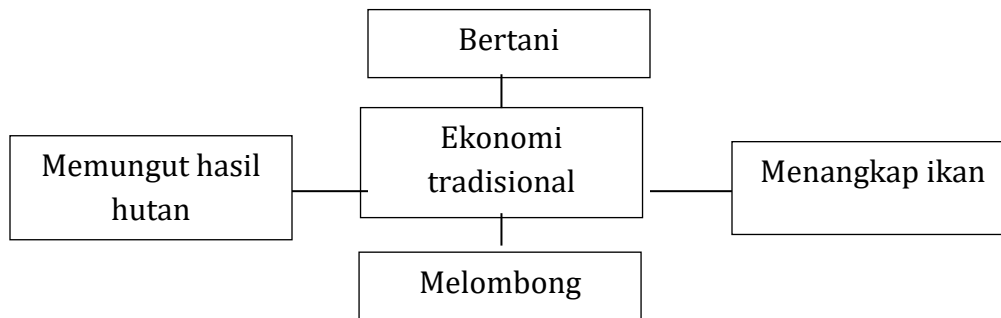 Bertani
Ekonomi
tradisional
Memungut hasil
hutan
Menangkap ikan
Melombong